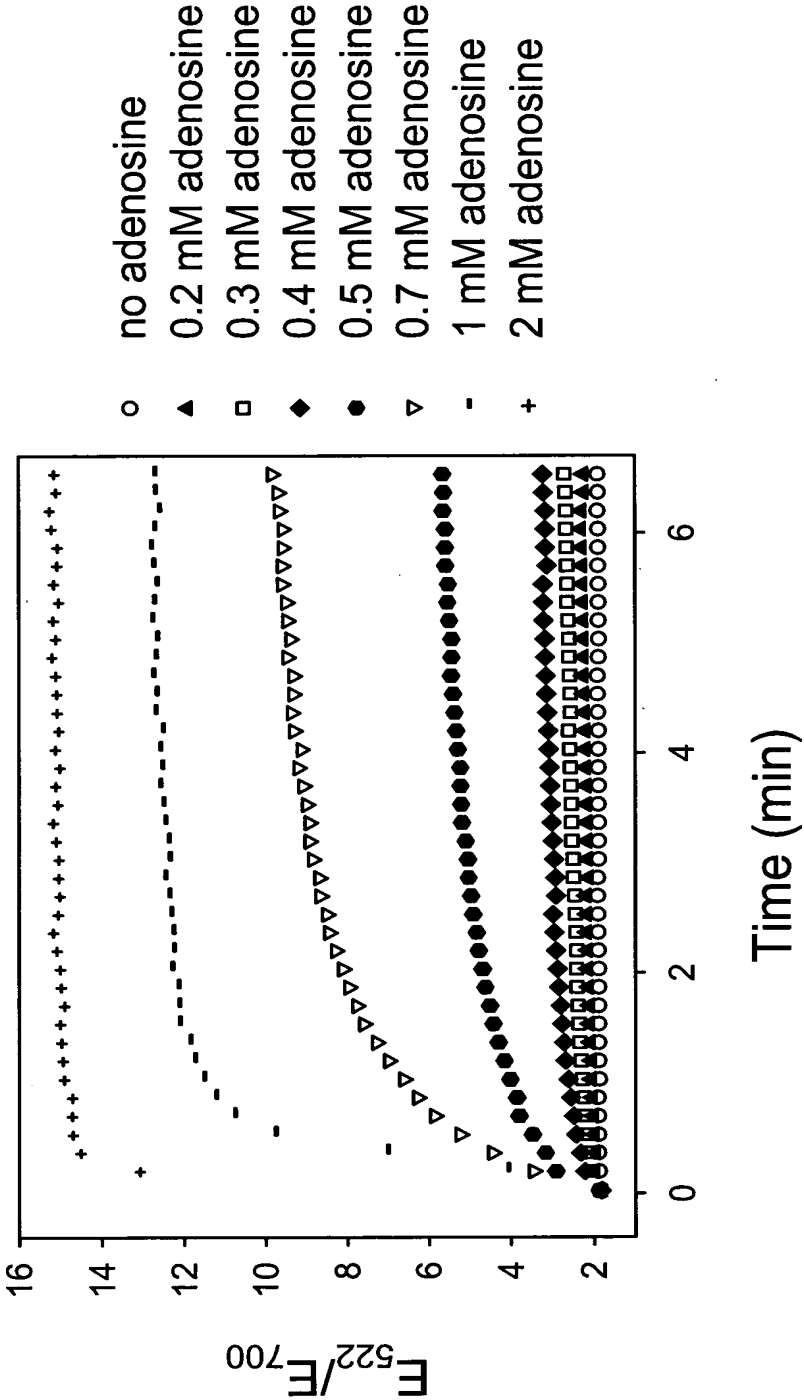 E522/E700
16
14
12
10
8
6
4
2
0
2
4
6
Time (min)
no adenosine
0.2 mM adenosine
0.3 mM adenosine
0.4 mM adenosine
0.5 mM adenosine
0.7 mM adenosine
1 mM adenosine
2 mM adenosine